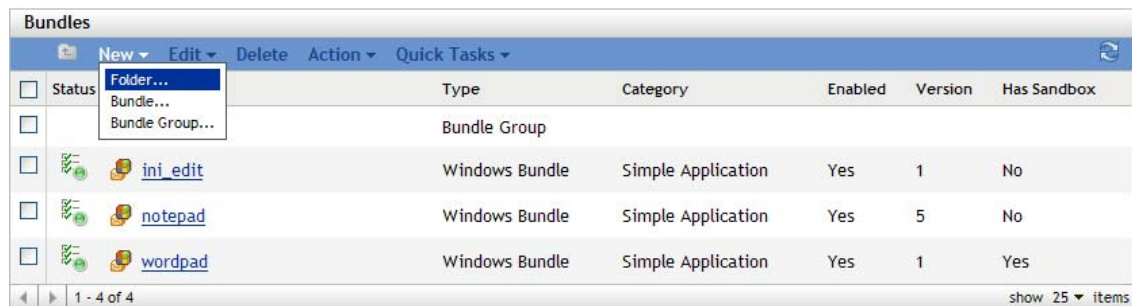 Bundles
New Edit Delete Action Quick Tasks
Folder...
Bundle...
Bundle Group...
Status Type Category Enabled Version Has Sandbox
Bundle Group
ini_edit Windows Bundle Simple Application Yes 1 No
notepad Windows Bundle Simple Application Yes 5 No
wordpad Windows Bundle Simple Application Yes 1 Yes
1 - 4 of 4 show 25 items